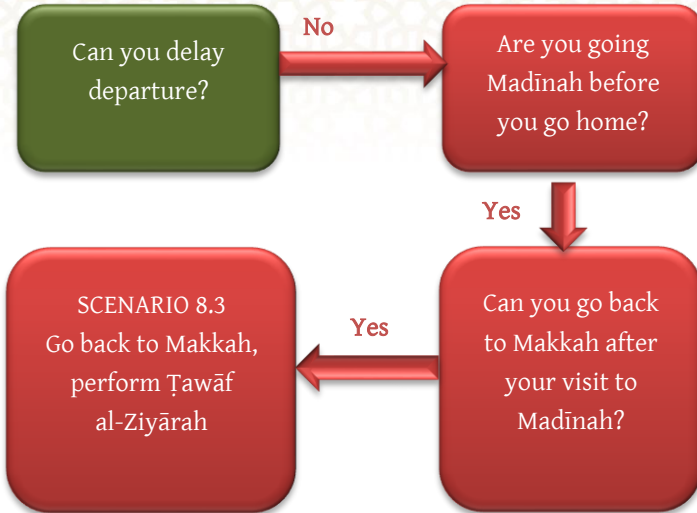 Can you delay
departure?
No
Are you going
Madīnah before
you go home?
Yes
Can you go back
to Makkah after
your visit to
Madīnah?
Yes
SCENARIO 8.3
Go back to Makkah,
perform Ṭawāf
al-Ziyārah